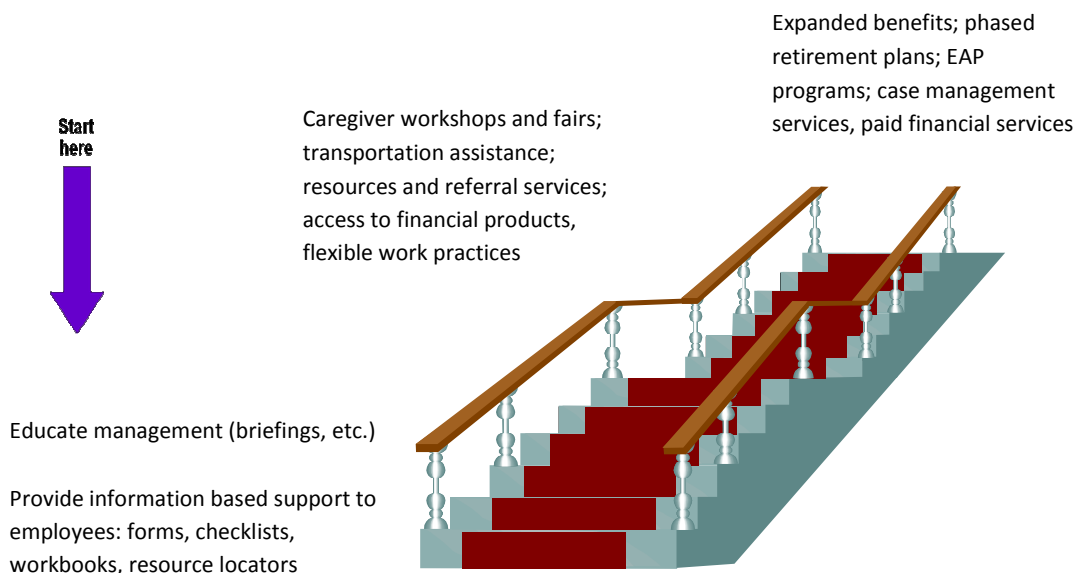 Expanded benefits; phased
retirement plans; EAP
programs; case management
services, paid financial services
Start
here
Caregiver workshops and fairs;
transportation assistance;
resources and referral services;
access to financial products,
flexible work practices
Educate management (briefings, etc.)
Provide information based support to
employees: forms, checklists,
workbooks, resource locators